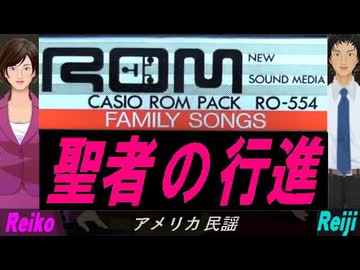 ROM
NEW
SOUND MEDIA
CASIO ROM PACK RO-554
FAMILY SONGS
聖者の行進
Reiko
アメリカ民謡
Reiji